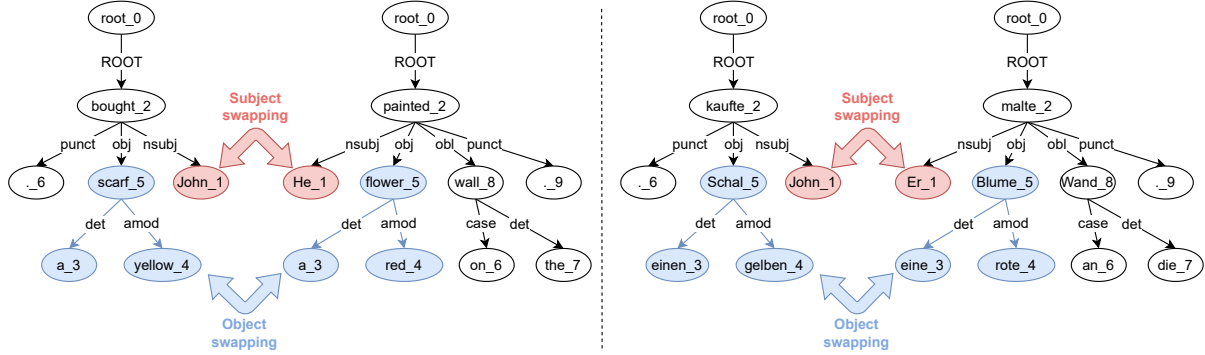 root_0 root_0 root_0 root_0
ROOT ROOT ROOT ROOT
bought_2 painted_2 kaufte_2 malte_2
Subject
swapping
Subject
swapping
punct obj nsubj nsubj obj obl punct punct obj nsubj nsubj obj obl punct
._6 scarf_5 John_1 He_1 flower_5 wall_8 ._9 ._6 Schal_5 John_1 Er_1 Blume_5 Wand_8 ._9
det amod det amod case det det amod det amod case det
a_3 yellow_4 a_3 red_4 on_6 the_7 einen_3 gelben_4 eine_3 rote_4 an_6 die_7
Object
swapping
Object
swapping